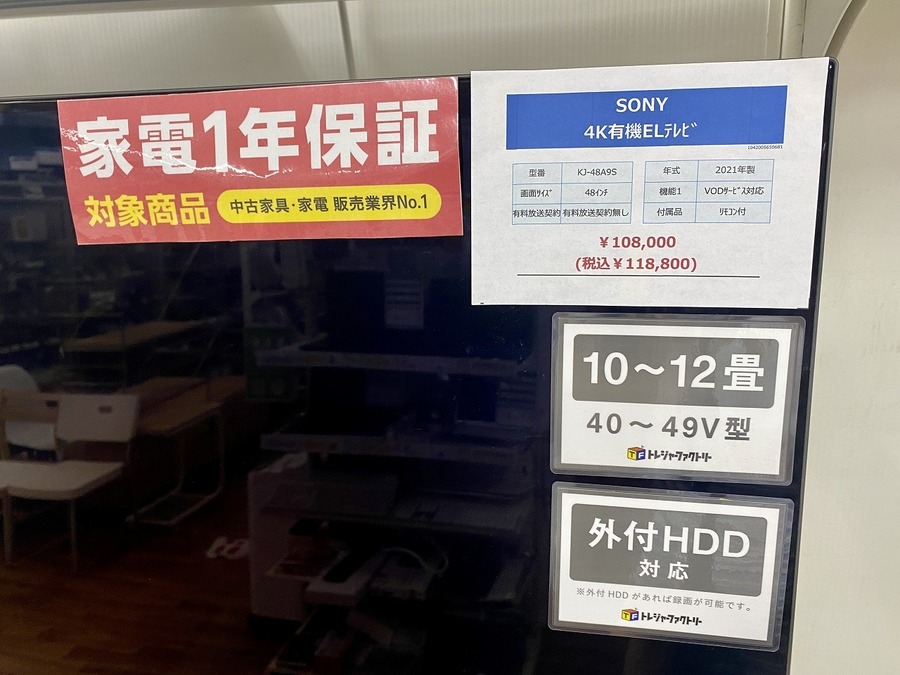 家電1年保証
対象商品 中古家具・家電 販売業界No.1
SONY
4K有機ELﾃﾚﾋﾞ
1042005650681
型番 KJ-48A9S 年式 2021年製
画面ｻｲｽﾞ 48ｲﾝﾁ 機能1 VODｻｰﾋﾞｽ対応
有料放送契約 有料放送契約無し 付属品 ﾘﾓｺﾝ付
￥108,000
(税込￥118,800)
10～12畳
40～49V型
TF トレジャーファクトリー
外付HDD
対応
※外付HDDがあれば録画が可能です。
TF トレジャーファクトリー